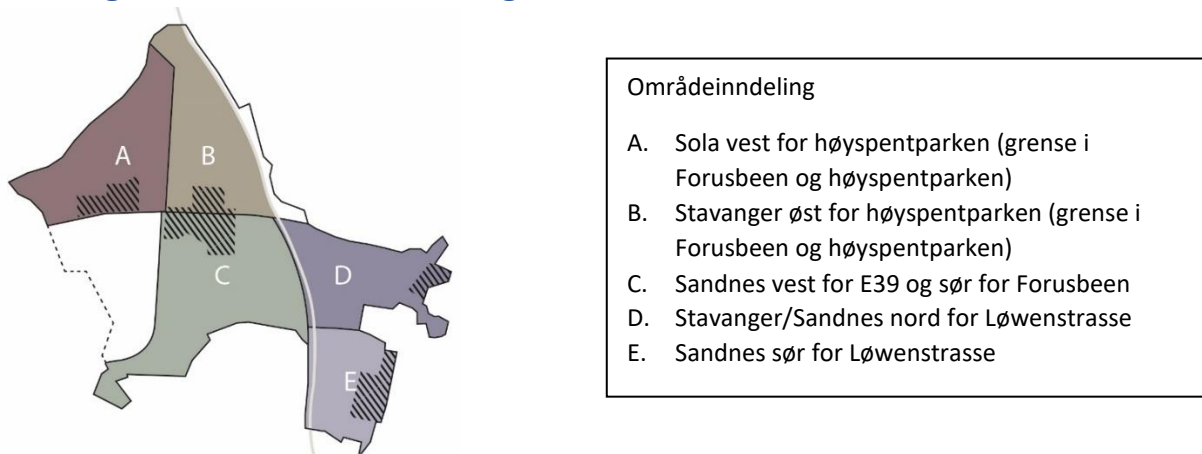 A
B
C
D
E
Områdeinndeling
A. Sola vest for høyspentparken (grense i
Forusbeen og høyspentparken)
B. Stavanger øst for høyspentparken (grense i
Forusbeen og høyspentparken)
C. Sandnes vest for E39 og sør for Forusbeen
D. Stavanger/Sandnes nord for Løwenstrasse
E. Sandnes sør for Løwenstrasse